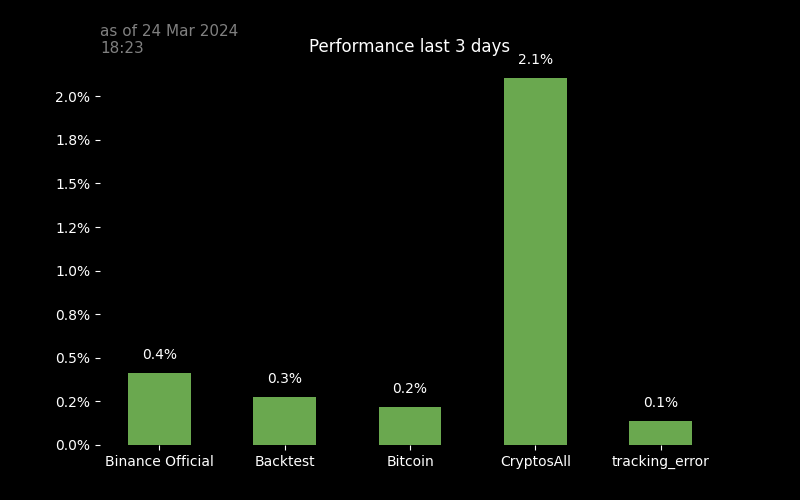 as of 24 Mar 2024
18:23
Performance last 3 days
2.1%
2.0%
1.8%
1.5%
1.2%
1.0%
0.8%
0.5%
0.2%
0.0%
0.4%
0.3%
0.2%
0.1%
Binance Official
Backtest
Bitcoin
CryptosAll
tracking_error